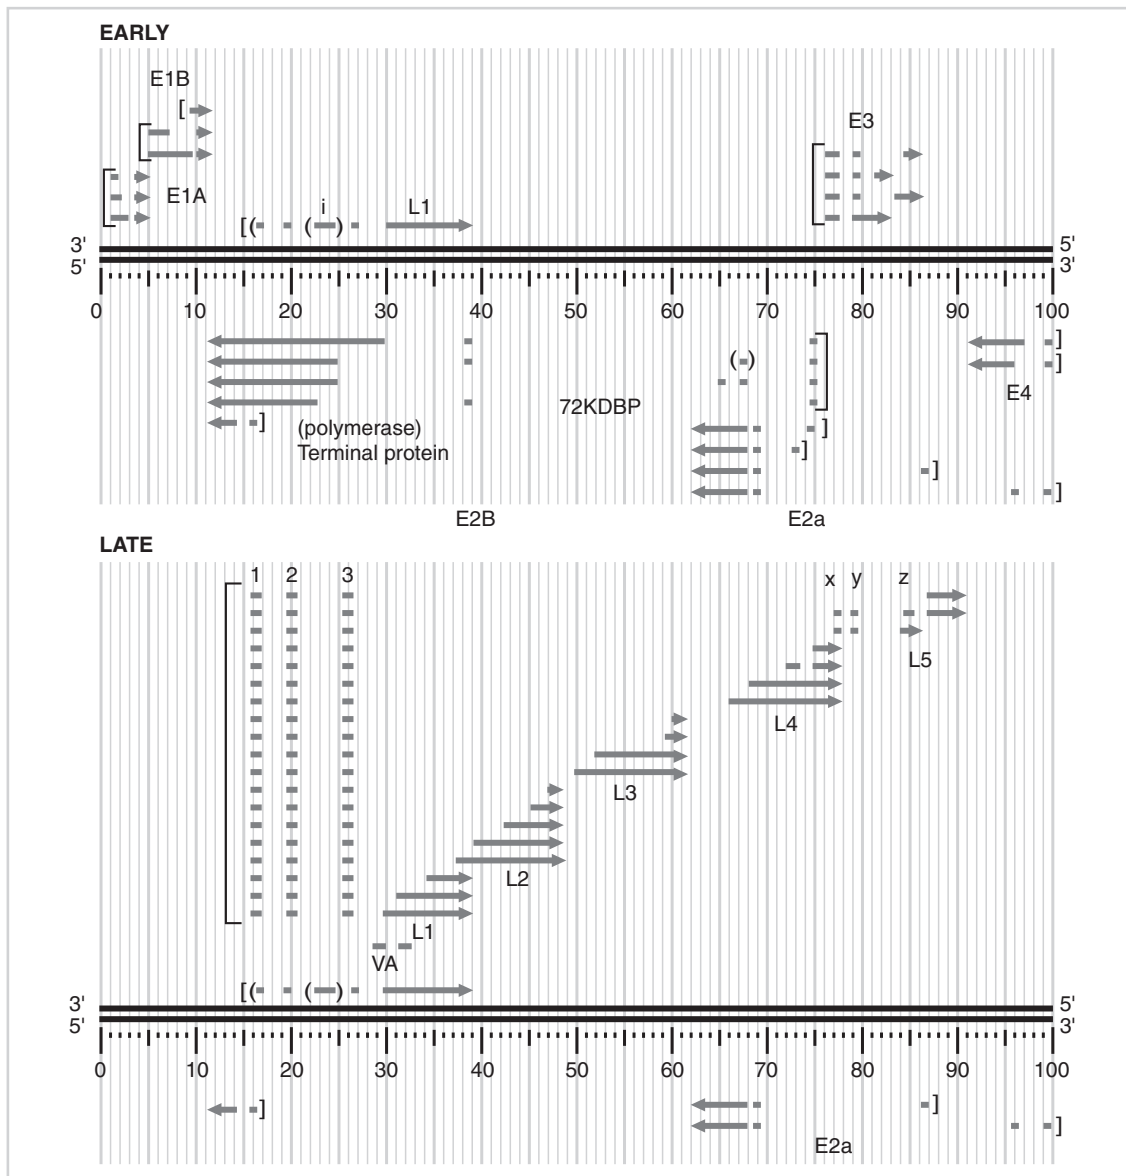 EARLY
E1B
[
E3
E1A
[( i ) L1
3' 5'
5' 3'
0 10 20 30 40 50 60 70 80 90 100
]
( ) ]
E4
72KDBP
] ]
(polymerase)
Terminal protein ]
]
]
E2B E2a
LATE
1 2 3 x y z
L5
L4
L3
L2
L1
VA
[( ( )
3' 5'
5' 3'
0 10 20 30 40 50 60 70 80 90 100
] ]
]
E2a